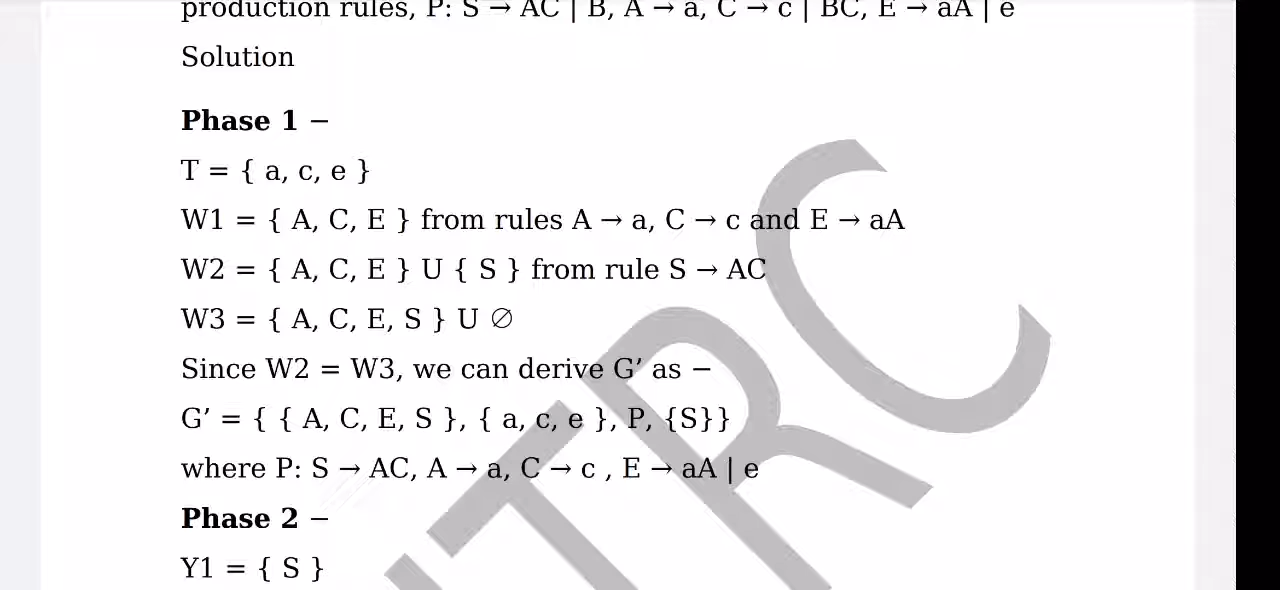 production rules, P: S → AC | B, A → a, C → c | BC, E → aA | e
Solution
Phase 1 −
T = { a, c, e }
W1 = { A, C, E } from rules A → a, C → c and E → aA
W2 = { A, C, E } U { S } from rule S → AC
W3 = { A, C, E, S } U ∅
Since W2 = W3, we can derive G’ as −
G’ = { { A, C, E, S }, { a, c, e }, P, {S}}
where P: S → AC, A → a, C → c , E → aA | e
Phase 2 −
Y1 = { S }
TRC